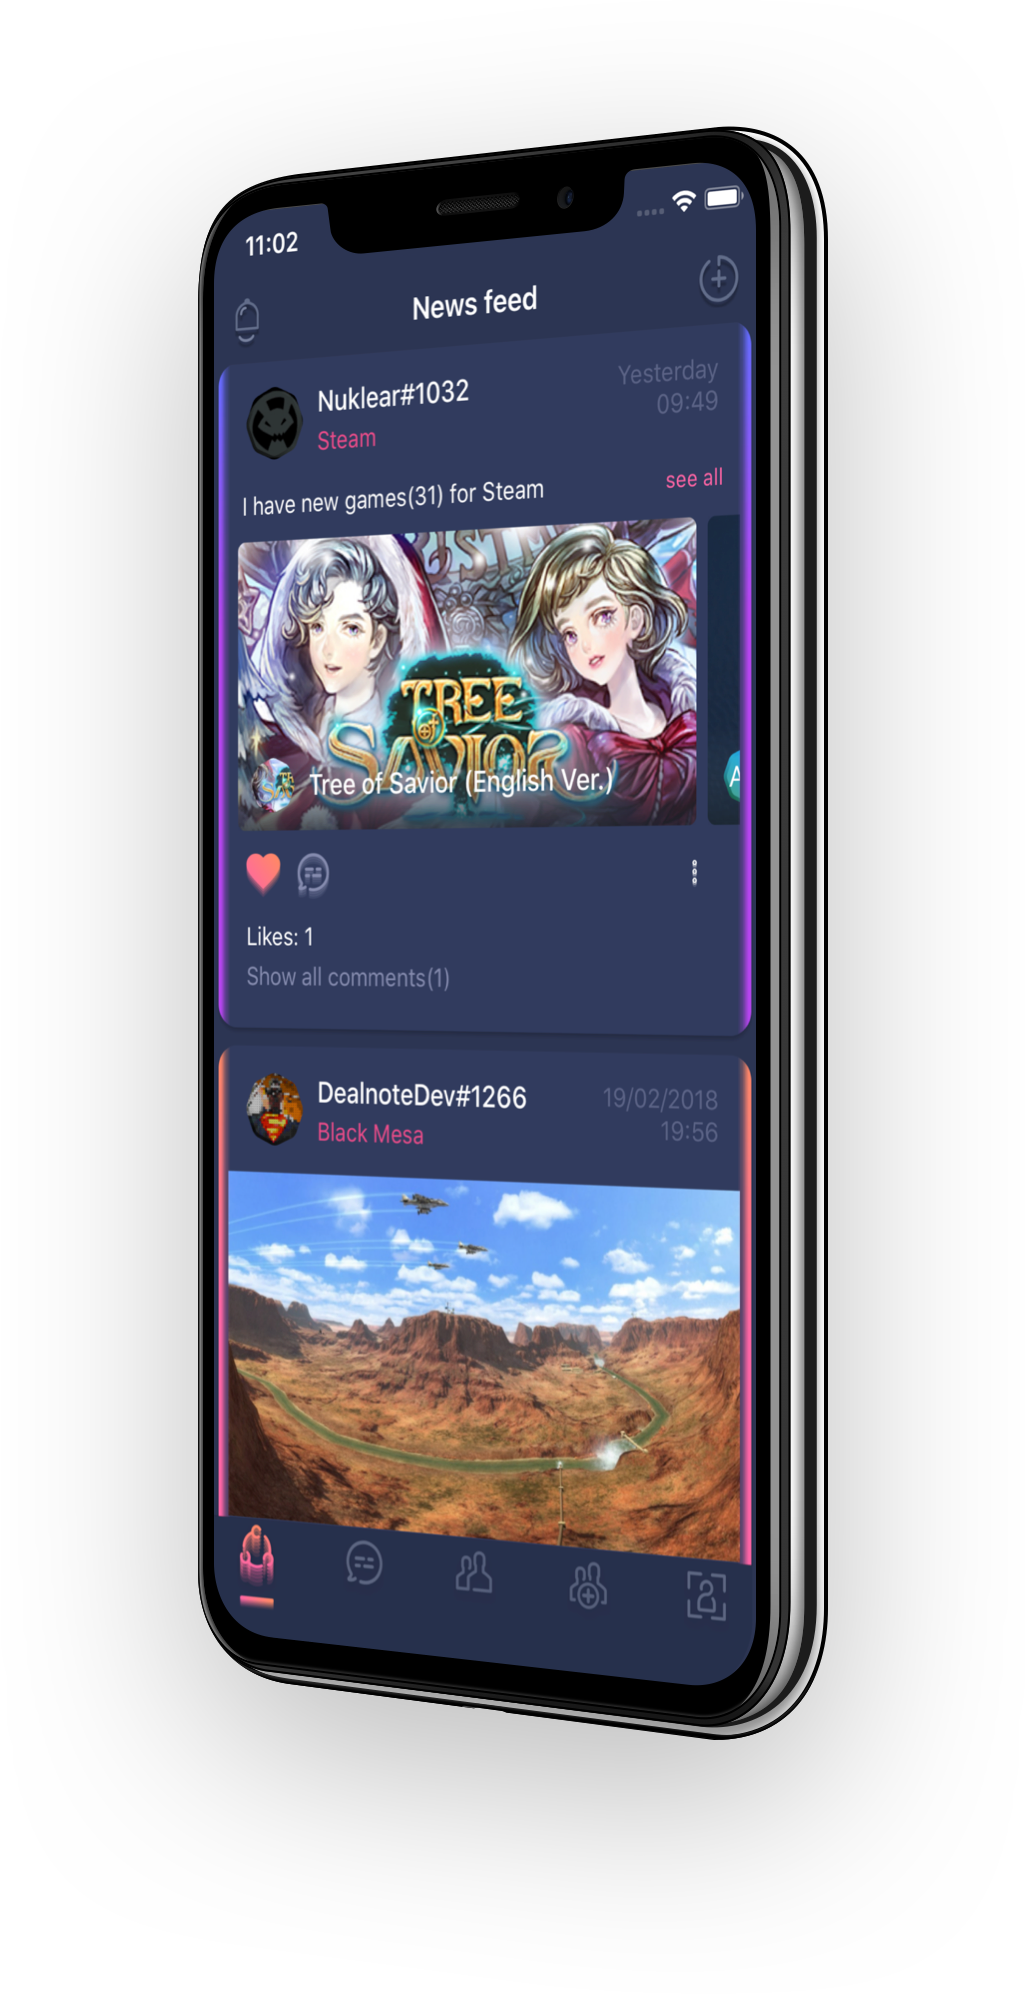 11:02
News feed
Nuklear#1032
Yesterday
Steam
09:49
I have new games(31) for Steam
see all
TREE
of
SAVIOR
Tree of Savior (English Ver.)
A
Likes: 1
Show all comments(1)
DealnoteDev#1266
19/02/2018
Black Mesa
19:56